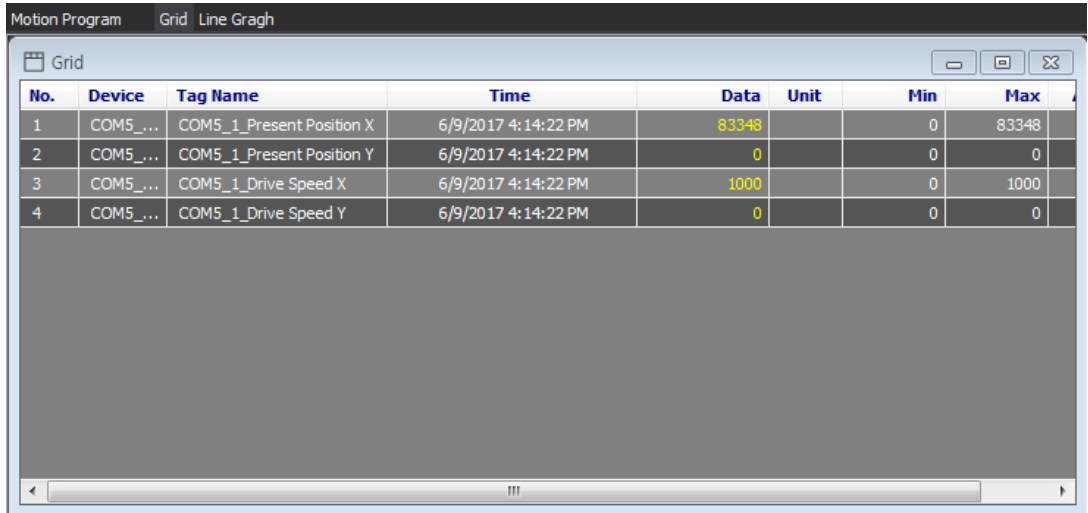 Motion Program Grid Line Gragh
Grid
No. Device Tag Name Time Data Unit Min Max
1 COM5_... COM5_1_Present Position X 6/9/2017 4:14:22 PM 83348 0 83348
2 COM5_... COM5_1_Present Position Y 6/9/2017 4:14:22 PM 0 0 0
3 COM5_... COM5_1_Drive Speed X 6/9/2017 4:14:22 PM 1000 0 1000
4 COM5_... COM5_1_Drive Speed Y 6/9/2017 4:14:22 PM 0 0 0